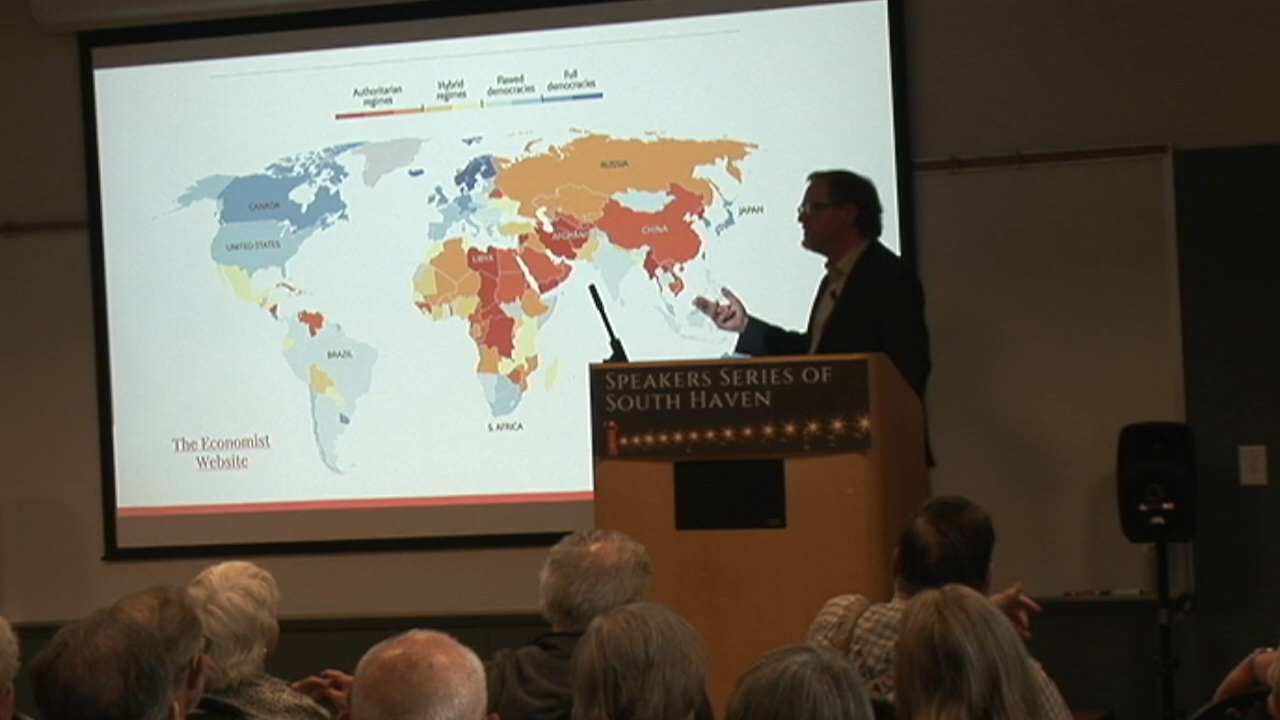 Authoritarian
regimes
Hybrid
regimes
Flawed
democracies
Full
democracies
RUSSIA
CANADA
JAPAN
UNITED STATES
CHINA
LIBYA
BRAZIL
S. AFRICA
The Economist
Website
SPEAKERS SERIES OF
SOUTH HAVEN